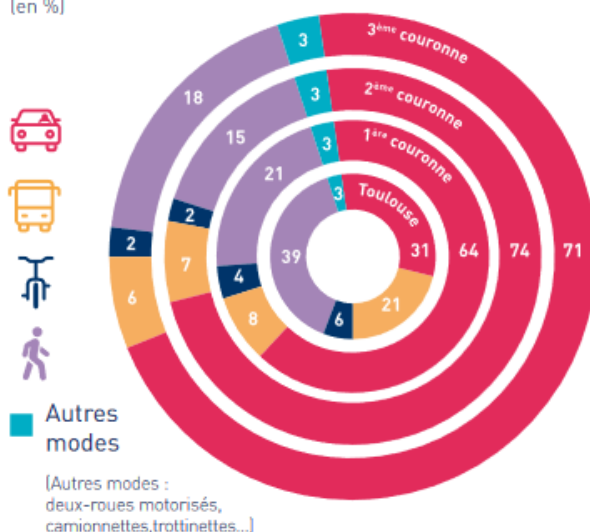 (en %)
3ème couronne
2ème couronne
1ère couronne
Toulouse
3
3
3
3
18
15
21
39
31
64
74
71
2
2
4
6
6
7
8
21
Autres
modes
(Autres modes :
deux-roues motorisés,
camionnettes,trottinettes...)